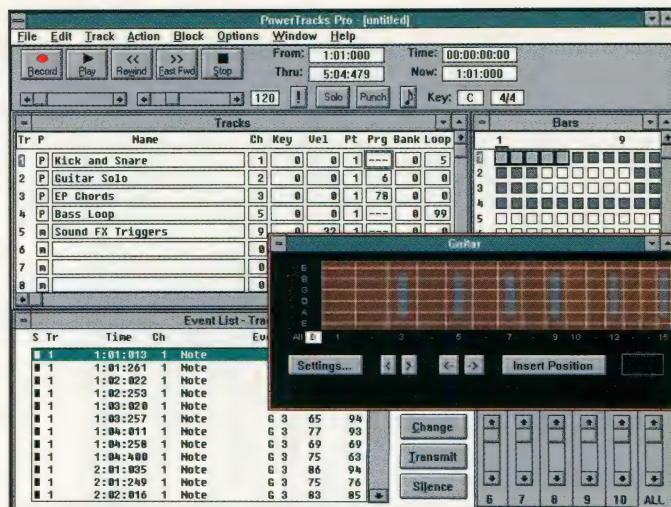 PowerTracks Pro - [untitled]
File Edit Track Action Block Options Window Help
Record Play Rewind Fast Fwd Stop
From: 1:01:000 Time: 00:00:00:00
Thru: 5:04:479 Now: 1:01:000
120 ! Solo Punch Key: C 4/4
Tracks
Tr P Name Ch Key Vel Pt Prg Bank Loop
1 P Kick and Snare 1 0 0 1 --- 0 5
2 P Guitar Solo 2 0 0 1 6 0 0
3 P EP Chords 3 0 0 1 78 0 0
4 P Bass Loop 5 0 0 1 --- 0 99
5 m Sound FX Triggers 9 0 32 1 --- 0 0
6 m 0
7 m 0
8 m 0
Bars
1 9
1
2
3
4
5
Guitar
E
B
G
D
A
E
All 0 1 3 5 7 9 10 12 15
Settings... < > <- -> Insert Position
Event List - Tra
S Tr Time Ch Ev
1 1:01:013 1 Note
1 1:01:261 1 Note
1 1:02:022 1 Note
1 1:02:253 1 Note
1 1:03:020 1 Note
1 1:03:257 1 Note G 3 65 94
1 1:04:011 1 Note G 3 77 93
1 1:04:258 1 Note G 3 69 69
1 1:04:400 1 Note G 3 75 63
1 2:01:035 1 Note G 3 86 94
1 2:01:249 1 Note G 3 75 76
1 2:02:016 1 Note G 3 83 85
Change
Transmit
Silence
6 7 8 9 10 ALL